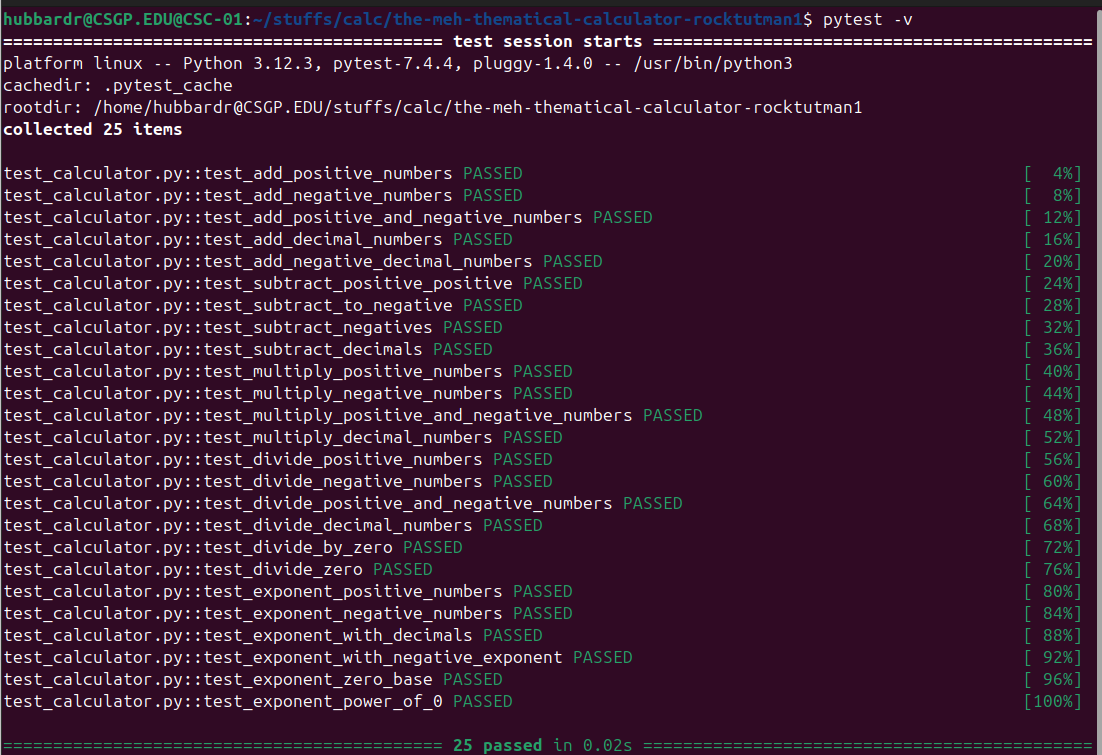 hubbardr@CSGP.EDU@CSC-01:~/stuffs/calc/the-meh-thematical-calculator-rocktutman1$ pytest -v
============================================ test session starts ============================================
platform linux -- Python 3.12.3, pytest-7.4.4, pluggy-1.4.0 -- /usr/bin/python3
cachedir: .pytest_cache
rootdir: /home/hubbardr@CSGP.EDU/stuffs/calc/the-meh-thematical-calculator-rocktutman1
collected 25 items

test_calculator.py::test_add_positive_numbers PASSED [  4%]
test_calculator.py::test_add_negative_numbers PASSED [  8%]
test_calculator.py::test_add_positive_and_negative_numbers PASSED [ 12%]
test_calculator.py::test_add_decimal_numbers PASSED [ 16%]
test_calculator.py::test_add_negative_decimal_numbers PASSED [ 20%]
test_calculator.py::test_subtract_positive_positive PASSED [ 24%]
test_calculator.py::test_subtract_to_negative PASSED [ 28%]
test_calculator.py::test_subtract_negatives PASSED [ 32%]
test_calculator.py::test_subtract_decimals PASSED [ 36%]
test_calculator.py::test_multiply_positive_numbers PASSED [ 40%]
test_calculator.py::test_multiply_negative_numbers PASSED [ 44%]
test_calculator.py::test_multiply_positive_and_negative_numbers PASSED [ 48%]
test_calculator.py::test_multiply_decimal_numbers PASSED [ 52%]
test_calculator.py::test_divide_positive_numbers PASSED [ 56%]
test_calculator.py::test_divide_negative_numbers PASSED [ 60%]
test_calculator.py::test_divide_positive_and_negative_numbers PASSED [ 64%]
test_calculator.py::test_divide_decimal_numbers PASSED [ 68%]
test_calculator.py::test_divide_by_zero PASSED [ 72%]
test_calculator.py::test_divide_zero PASSED [ 76%]
test_calculator.py::test_exponent_positive_numbers PASSED [ 80%]
test_calculator.py::test_exponent_negative_numbers PASSED [ 84%]
test_calculator.py::test_exponent_with_decimals PASSED [ 88%]
test_calculator.py::test_exponent_with_negative_exponent PASSED [ 92%]
test_calculator.py::test_exponent_zero_base PASSED [ 96%]
test_calculator.py::test_exponent_power_of_0 PASSED [100%]

============================================ 25 passed in 0.02s =============================================